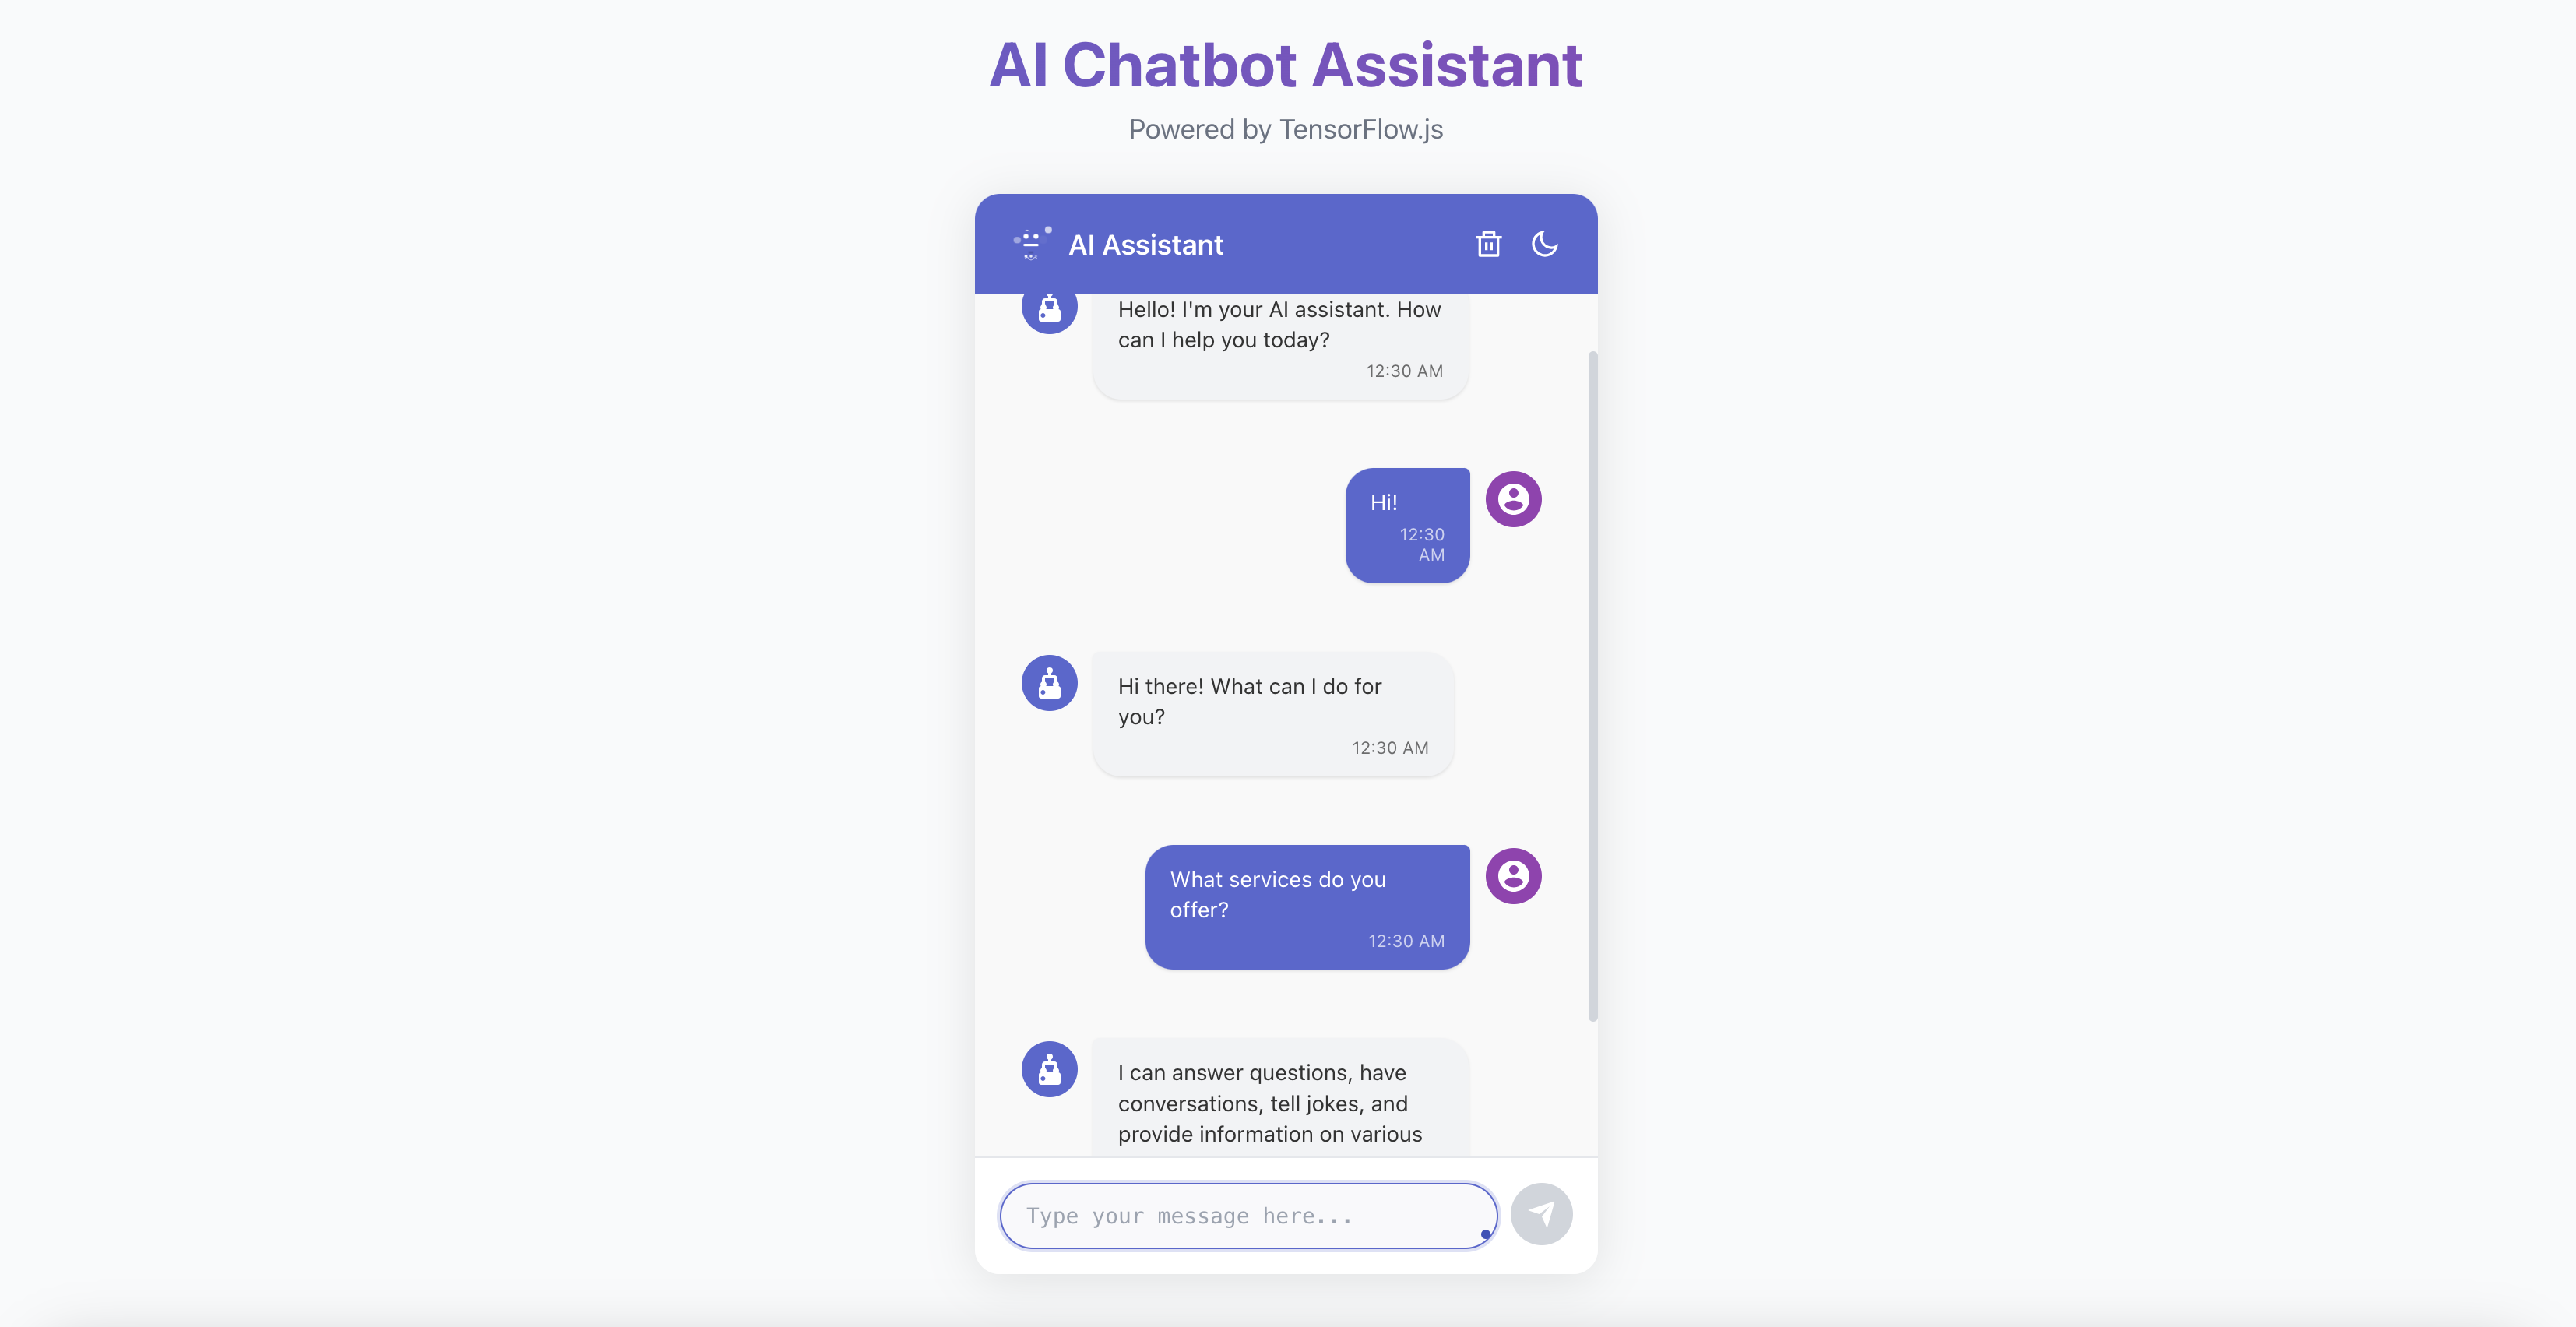 AI Chatbot Assistant
Powered by TensorFlow.js
AI Assistant
Hello! I'm your AI assistant. How
can I help you today?
12:30 AM
Hi!
12:30
AM
Hi there! What can I do for
you?
12:30 AM
What services do you
offer?
12:30 AM
I can answer questions, have
conversations, tell jokes, and
provide information on various
Type your message here...